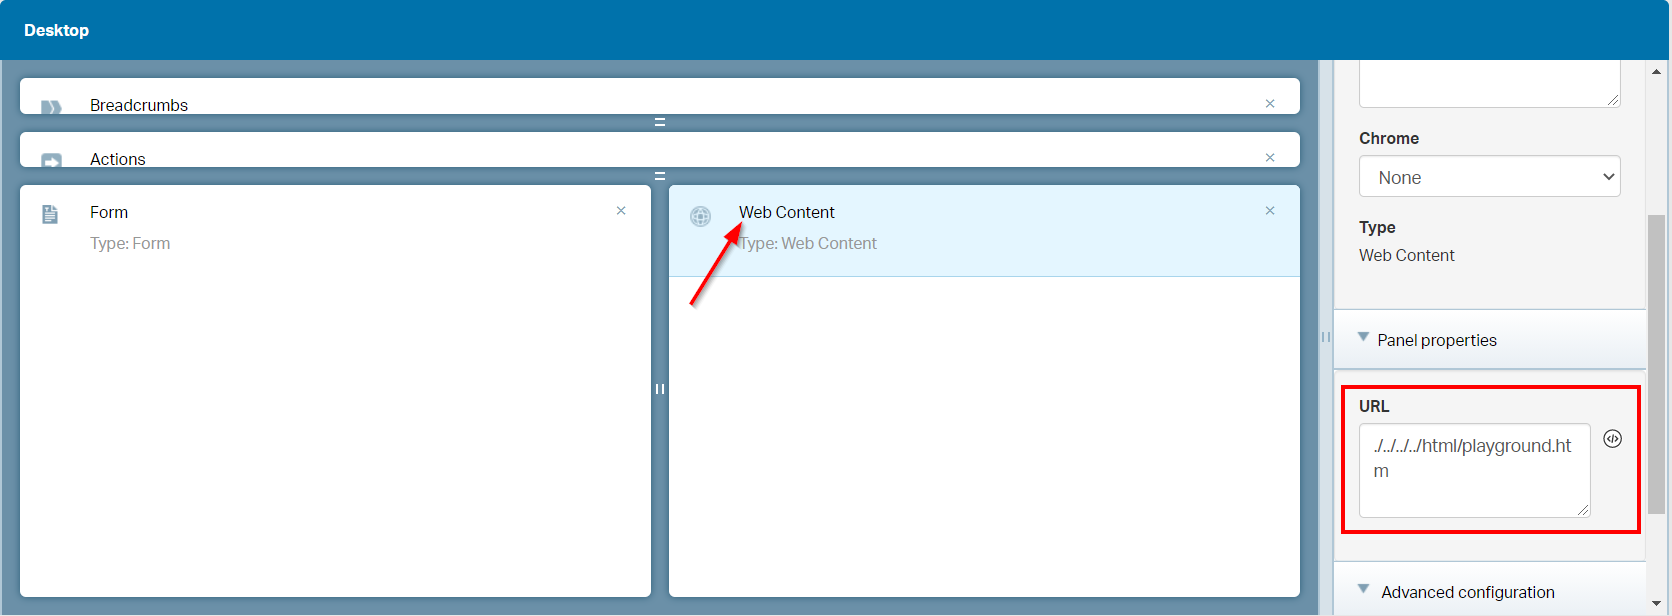 Desktop
Breadcrumbs
Actions
Form
Type: Form
Web Content
Type: Web Content
Chrome
None
Type
Web Content
Panel properties
URL
./../../../html/playground.ht
m
Advanced configuration